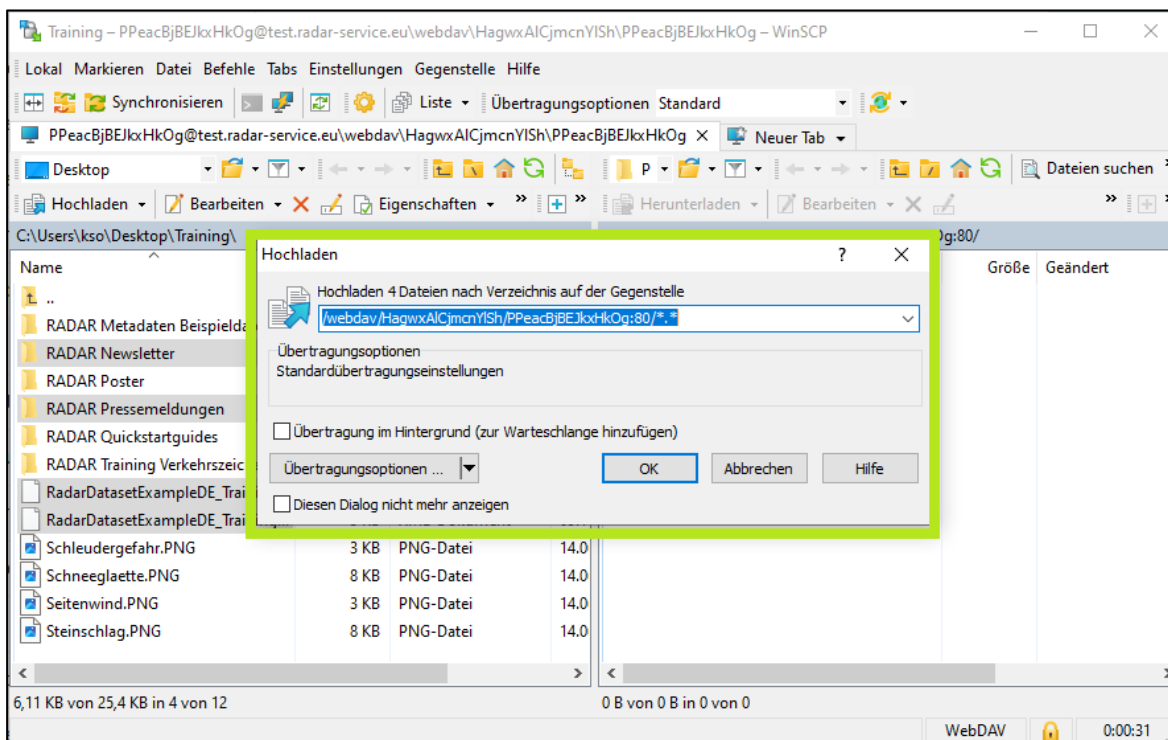 Training – PPeacBjBEJkxHkOg@test.radar-service.eu\webdav\HagwxAlCjmcnYlSh\PPeacBjBEJkxHkOg – WinSCP
Lokal Markieren Datei Befehle Tabs Einstellungen Gegenstelle Hilfe
Synchronisieren Liste Übertragungsoptionen Standard
PPeacBjBEJkxHkOg@test.radar-service.eu\webdav\HagwxAlCjmcnYlSh\PPeacBjBEJkxHkOg × Neuer Tab
Desktop P Dateien suchen
Hochladen Bearbeiten Eigenschaften » Herunterladen Bearbeiten »
C:\Users\kso\Desktop\Training\ Og:80/
Name Größe Geändert
..
RADAR Metadaten Beispielda
RADAR Newsletter
RADAR Poster
RADAR Pressemeldungen
RADAR Quickstartguides
RADAR Training Verkehrszeic
RadarDatasetExampleDE_Trai
RadarDatasetExampleDE_Training...
Schleudergefahr.PNG 3 KB PNG-Datei 14.0
Schneeglaette.PNG 8 KB PNG-Datei 14.0
Seitenwind.PNG 3 KB PNG-Datei 14.0
Steinschlag.PNG 8 KB PNG-Datei 14.0
Hochladen ?
Hochladen 4 Dateien nach Verzeichnis auf der Gegenstelle
/webdav/HagwxAlCjmcnYlSh/PPeacBjBEJkxHkOg:80/*.*
Übertragungsoptionen
Standardübertragungseinstellungen
Übertragung im Hintergrund (zur Warteschlange hinzufügen)
Übertragungsoptionen ... OK Abbrechen Hilfe
Diesen Dialog nicht mehr anzeigen
6,11 KB von 25,4 KB in 4 von 12 0 B von 0 B in 0 von 0
WebDAV 0:00:31